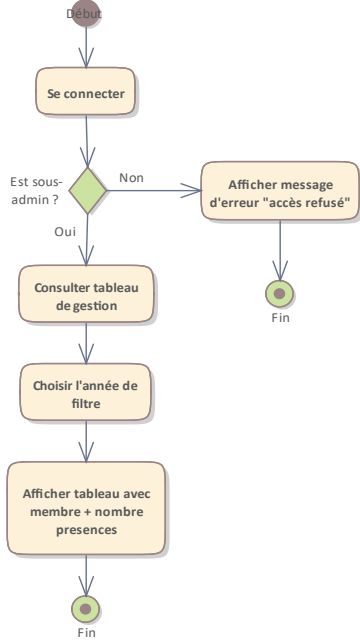 Début
Se connecter
Est sous-
admin ?
Non
Afficher message
d'erreur "accès refusé"
Oui
Fin
Consulter tableau
de gestion
Choisir l'année de
filtre
Afficher tableau avec
membre + nombre
presences
Fin